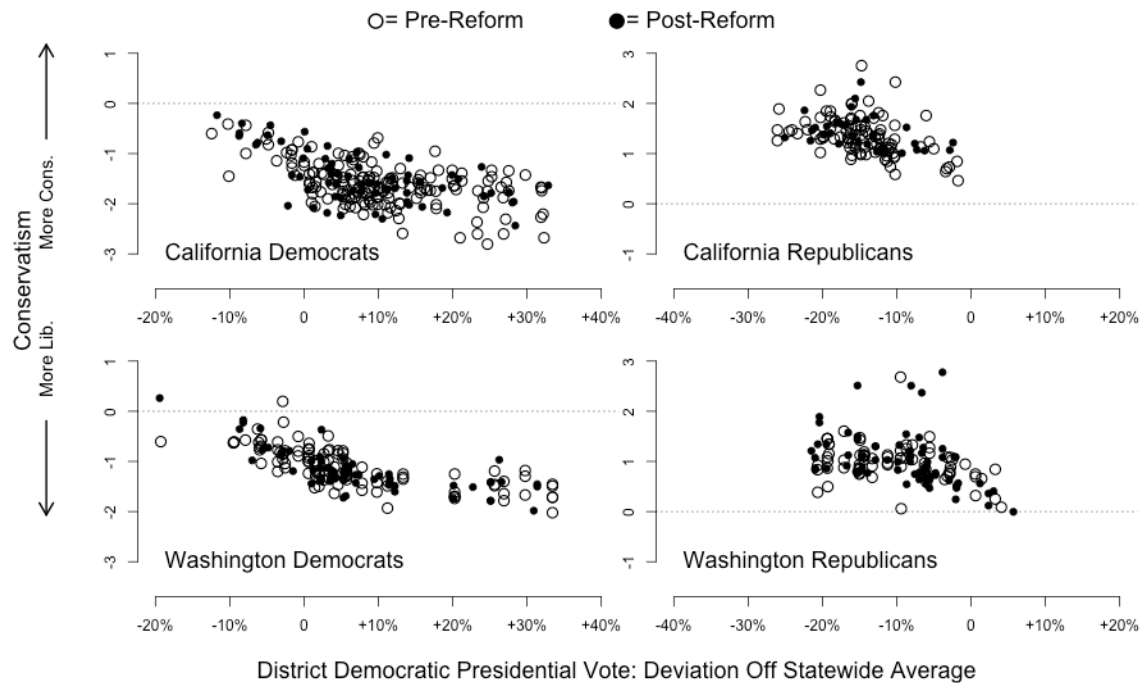 ○= Pre-Reform ●= Post-Reform
Conservatism
More Lib. More Cons.
1
0
-1
-2
-3
California Democrats
-20% -10% 0 +10% +20% +30% +40%
3
2
1
0
-1
California Republicans
-40% -30% -20% -10% 0 +10% +20%
1
0
-1
-2
-3
Washington Democrats
-20% -10% 0 +10% +20% +30% +40%
3
2
1
0
-1
Washington Republicans
-40% -30% -20% -10% 0 +10% +20%
District Democratic Presidential Vote: Deviation Off Statewide Average